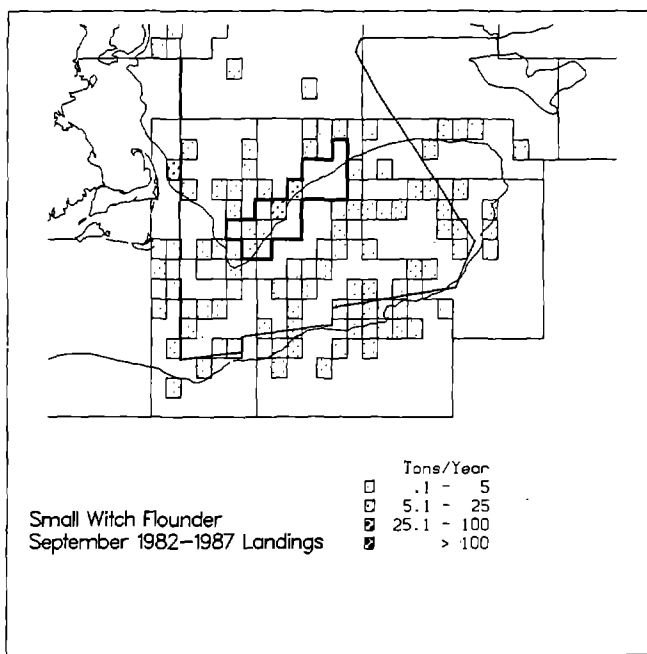 Tons/Year
.1 - 5
5.1 - 25
25.1 - 100
> 100
Small Witch Flounder
September 1982-1987 Landings